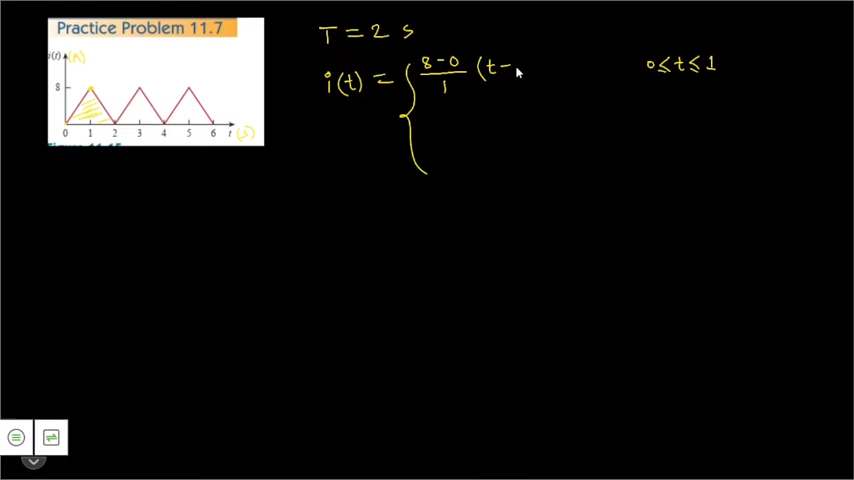 Practice Problem 11.7
T = 2 s
i(t) (A)
8
0 1 2 3 4 5 6 t (s)
i(t) = { 8-0/1 (t- 0≤t≤1